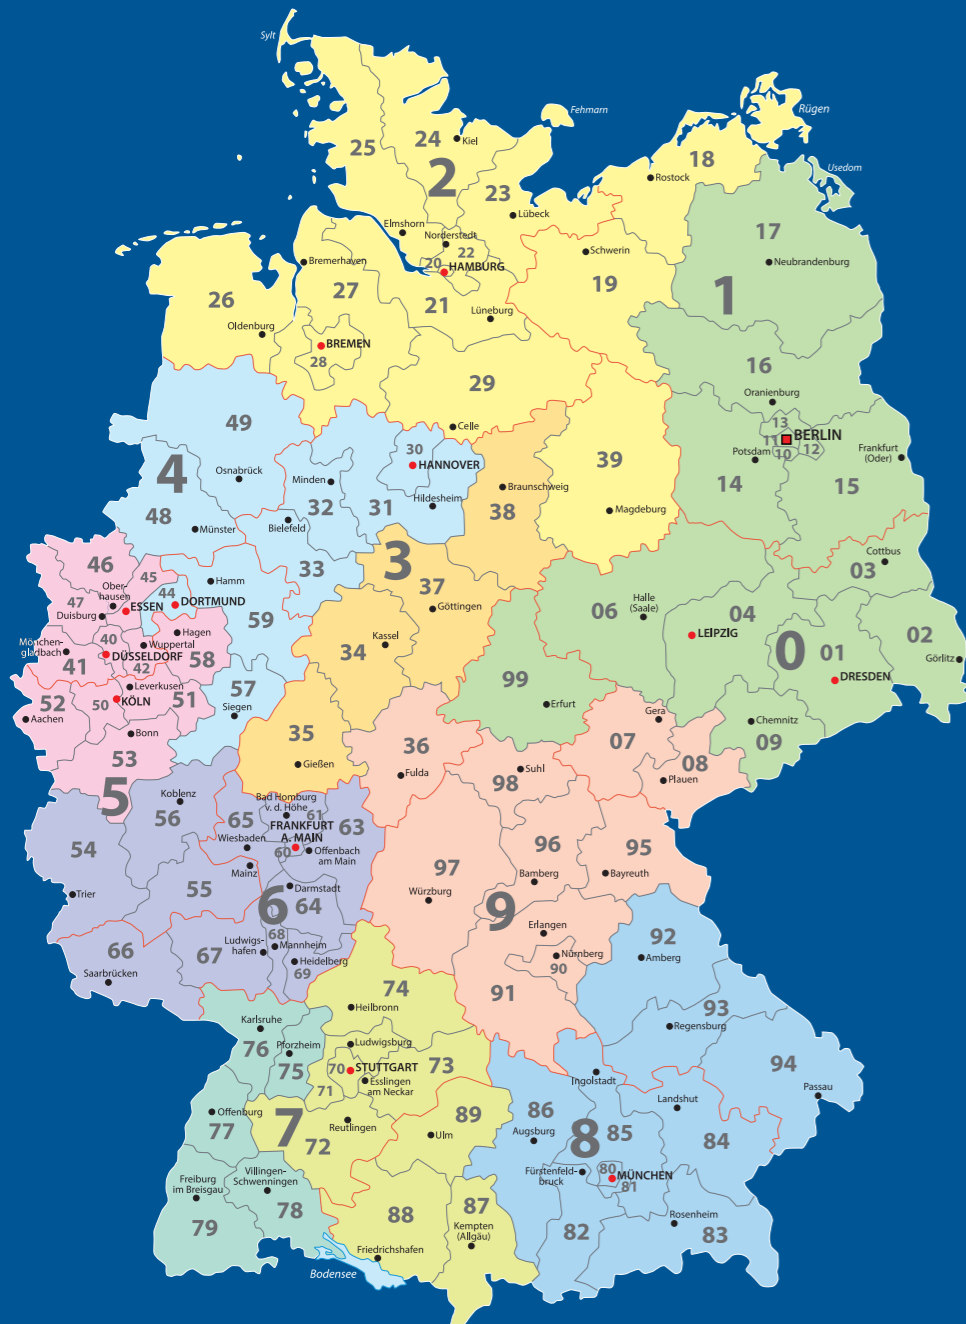 Sylt
Fehmarn
Rügen
24
Kiel
25
2
18
Usedom
Rostock
23
Lübeck
Elmshorn
Norderstedt
17
22
Schwerin
Bremerhaven
20
HAMBURG
Neubrandenburg
27
19
1
26
21
Lüneburg
Oldenburg
BREMEN
28
16
29
Oranienburg
49
Celle
13
BERLIN
11
12
10
30
HANNOVER
39
Potsdam
Frankfurt
(Oder)
4
Osnabrück
Minden
Braunschweig
14
15
32
31
Hildesheim
38
Magdeburg
48
Münster
Bielefeld
46
3
Cottbus
33
03
45
Hamm
37
Ober-
hausen
44
47
ESSEN
DORTMUND
Göttingen
06
Halle
(Saale)
04
Duisburg
59
LEIPZIG
02
40
Hagen
Kassel
0
01
Mönchen-
gladbach
Wuppertal
34
DÜSSELDORF
58
Görlitz
41
42
99
DRESDEN
Leverkusen
57
52
50
KÖLN
51
Siegen
Erfurt
Gera
Aachen
Chemnitz
Bonn
35
07
09
53
36
Gießen
Suhl
08
Fulda
98
Plauen
5
Koblenz
Bad Homburg
v. d. Höhe
56
65
61
63
FRANKFURT
A. MAIN
54
Wiesbaden
60
Offenbach
am Main
96
95
97
Mainz
Bamberg
Bayreuth
Trier
55
Darmstadt
Würzburg
6
64
9
Erlangen
92
66
67
68
Ludwigs-
hafen
Mannheim
Nürnberg
Amberg
Heidelberg
90
Saarbrücken
69
74
91
Heilbronn
93
Karlsruhe
Regensburg
76
Pforzheim
Ludwigsburg
73
94
75
70
STUTTGART
Ingolstadt
71
Esslingen
am Neckar
Passau
Landshut
Offenburg
86
7
Reutlingen
89
77
72
Ulm
Augsburg
8
85
84
Freiburg
im Breisgau
Villingen-
Schwenningen
Fürstenfeld-
bruck
80
MÜNCHEN
81
79
78
88
87
Kempten
(Allgäu)
82
Rosenheim
83
Friedrichshafen
Bodensee